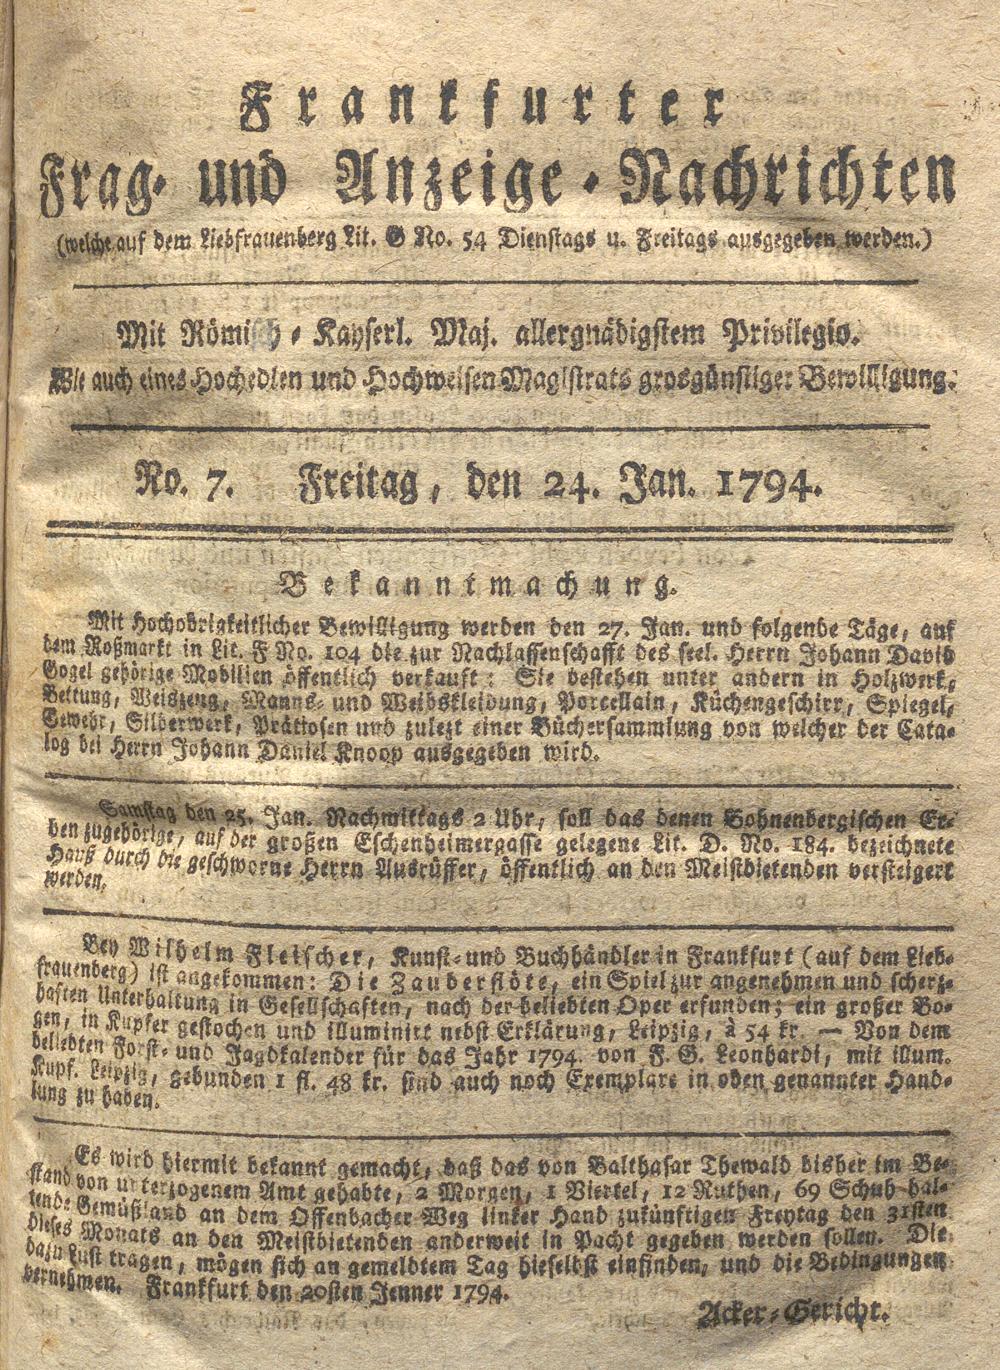 Frankfurter
Frag- und Anzeige-Nachrichten
(welche auf dem Liebfrauenberg Lit. G No. 54 Dienstags u. Freitags ausgegeben werden.)
Mit Römisch-Kayserl. Maj. allergnädigstem Privilegio.
Wie auch eines Hochedlen und Hochweisen Magistrats grosgünstiger Bewilligung.
No. 7. Freitag, den 24. Jan. 1794.
Bekanntmachung.
Mit Hochobrigkeitlicher Bewilligung werden den 27. Jan. und folgende Täge, auf
dem Roßmarkt in Lit. F No. 104 die zur Nachlassenschafft des seel. Herrn Johann David
Gogel gehörige Mobilien öffentlich verkauft: Sie bestehen unter andern in Holzwerk,
Bettung, Weiszeug, Manns- und Weibskleidung, Porcellain, Küchengeschirr, Spiegel,
Gewehr, Silberwerk, Prättosen und zulezt einer Büchersammlung von welcher der Cata-
log bei Herrn Johann Daniel Knoop ausgegeben wird.
Samstag den 25. Jan. Nachmittags 2 Uhr, soll das denen Sohnenbergischen Er-
ben zugehörige, auf der großen Eschenheimergasse gelegene Lit. D. No. 184. bezeichnete
Hauß durch die geschworne Herrn Ausrüffer, öffentlich an den Meistbietenden versteigert
werden.
Bey Wilhelm Fleischer, Kunst- und Buchhändler in Frankfurt (auf dem Lieb-
frauenberg) ist angekommen: Die Zauberflöte, ein Spiel zur angenehmen und scherz-
haften Unterhaltung in Gesellschaften, nach der beliebten Oper erfunden; ein großer Bo-
gen, in Kupfer gestochen und illuminirt nebst Erklärung, Leipzig, à 54 kr. — Von dem
beliebten Forst- und Jagdkalender für das Jahr 1794. von F. G. Leonhardi, mit illum.
Kupf. Leipzig, gebunden 1 fl. 48 kr. sind auch noch Exemplare in oben genannter Hand-
lung zu haben.
Es wird hiermit bekannt gemacht, daß das von Balthasar Thewald bisher im Be-
stand von unterzogenem Amt gehabte, 2 Morgen, 1 Viertel, 12 Ruthen, 69 Schuh hal-
tende Gemüßland an dem Offenbacher Weg linker Hand zukünftigen Freytag den 31sten
dieses Monats an den Meistbietenden anderweit in Pacht gegeben werden sollen. Die
dazu Lust tragen, mögen sich an gemeldtem Tag hieselbst einfinden, und die Bedingungen
vernehmen. Frankfurt den 20sten Jenner 1794.
Acker-Gericht.